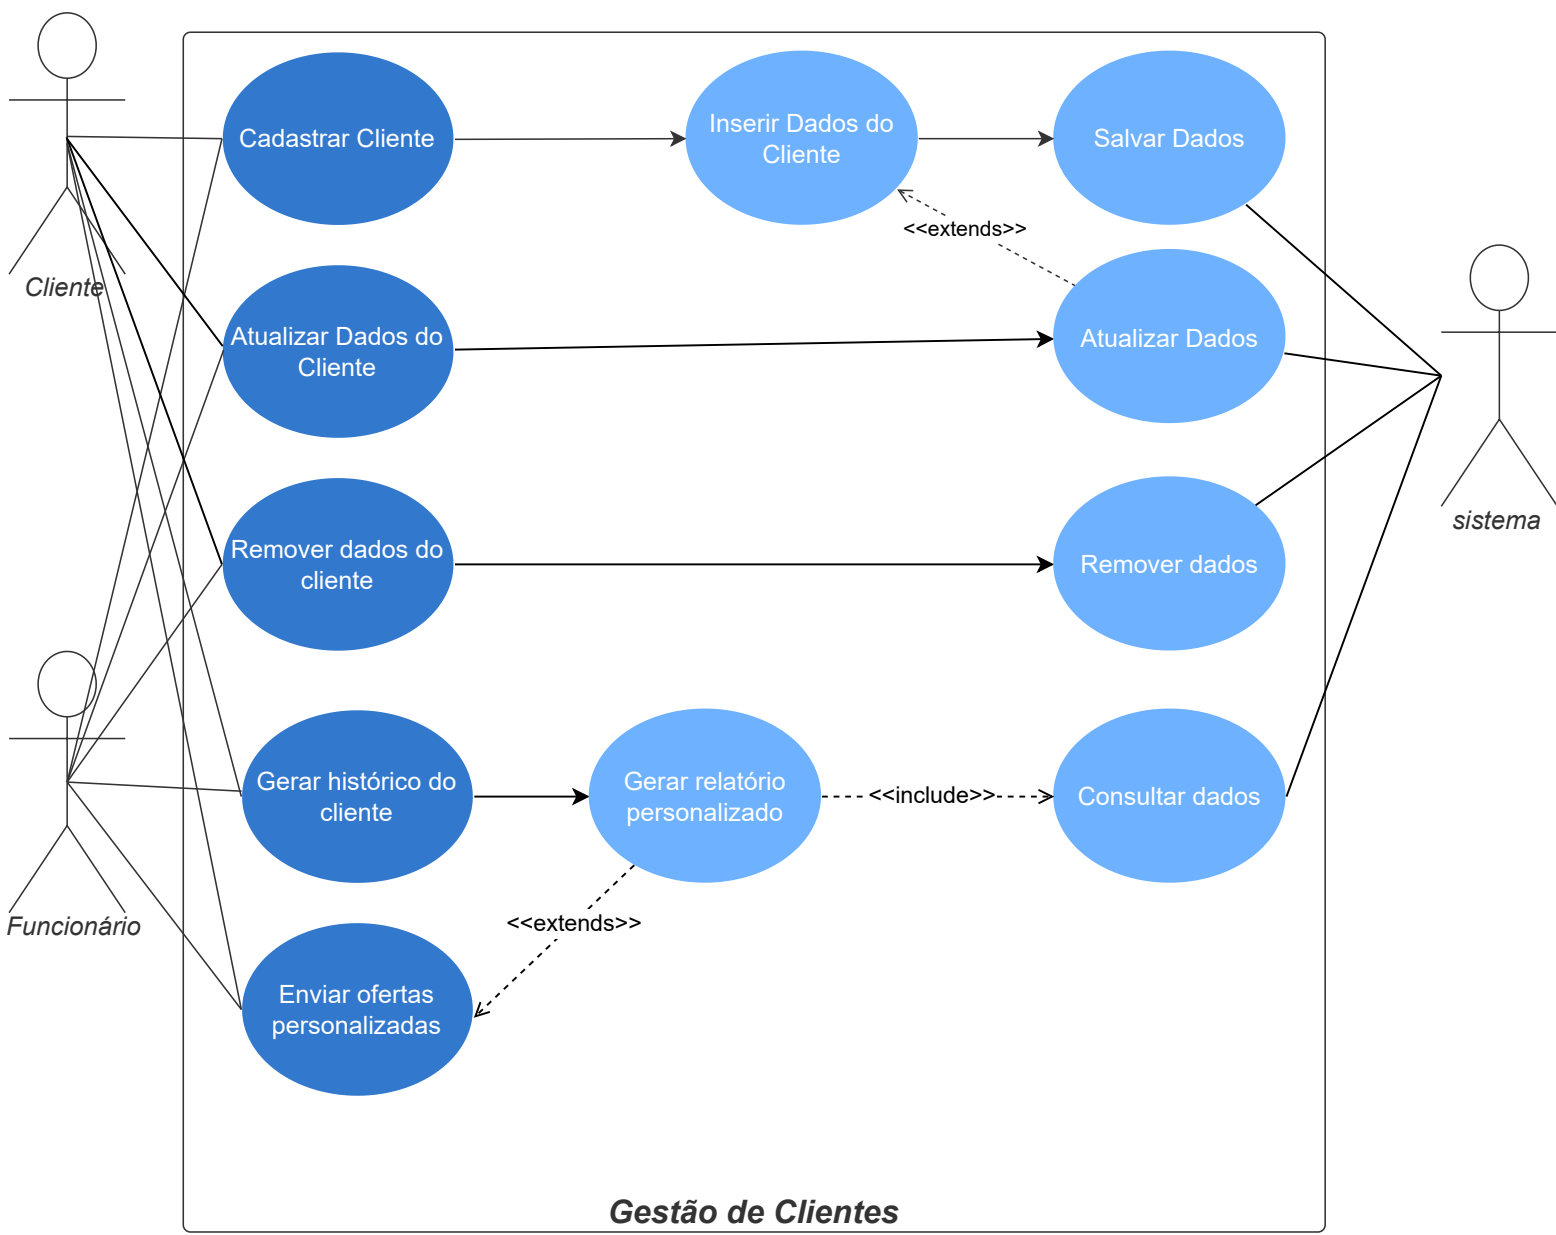 Cadastrar Cliente
Inserir Dados do
Cliente
Salvar Dados
<<extends>>
Cliente
Atualizar Dados do
Cliente
Atualizar Dados
sistema
Remover dados do
cliente
Remover dados
Gerar histórico do
cliente
Gerar relatório
personalizado
<<include>>
Consultar dados
Funcionário
<<extends>>
Enviar ofertas
personalizadas
Gestão de Clientes